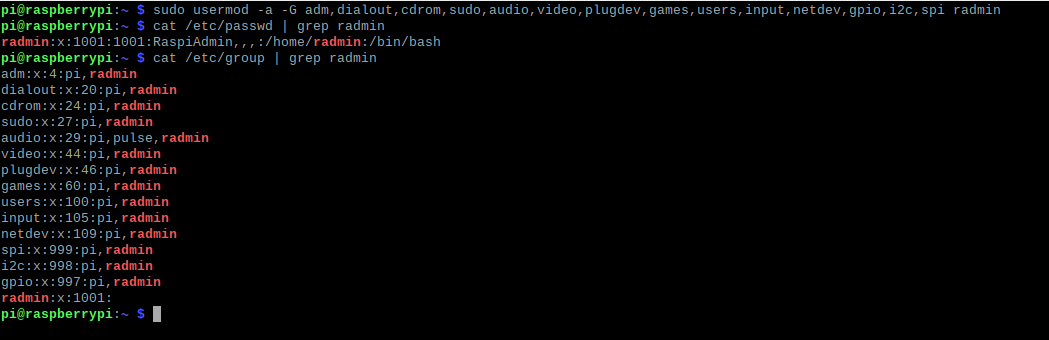 pi@raspberrypi:~ $ sudo usermod -a -G adm,dialout,cdrom,sudo,audio,video,plugdev,games,users,input,netdev,gpio,i2c,spi radmin
pi@raspberrypi:~ $ cat /etc/passwd | grep radmin
radmin:x:1001:1001:RaspiAdmin,,,:/home/radmin:/bin/bash
pi@raspberrypi:~ $ cat /etc/group | grep radmin
adm:x:4:pi,radmin
dialout:x:20:pi,radmin
cdrom:x:24:pi,radmin
sudo:x:27:pi,radmin
audio:x:29:pi,pulse,radmin
video:x:44:pi,radmin
plugdev:x:46:pi,radmin
games:x:60:pi,radmin
users:x:100:pi,radmin
input:x:105:pi,radmin
netdev:x:109:pi,radmin
spi:x:999:pi,radmin
i2c:x:998:pi,radmin
gpio:x:997:pi,radmin
radmin:x:1001:
pi@raspberrypi:~ $